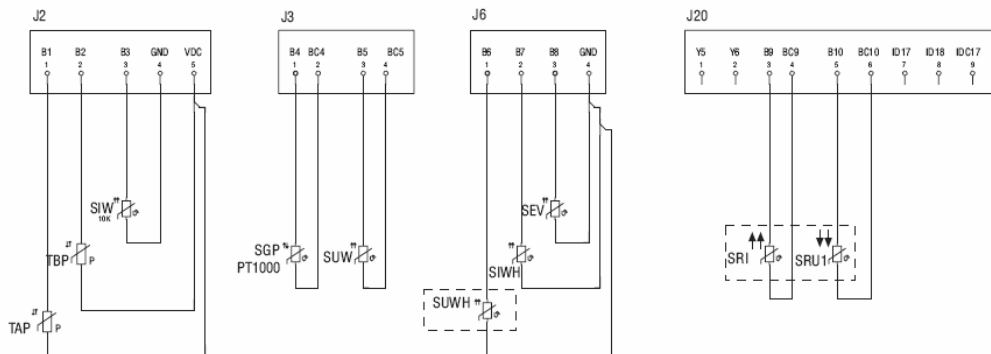 J2 J3 J6 J20
B1 B2 B3 GND VDC B4 BC4 B5 BC5 B6 B7 B8 GND Y5 Y6 B9 BC9 B10 BC10 ID17 ID18 IDC17
1 2 3 4 5 1 2 3 4 1 2 3 4 1 2 3 4 5 6 7 8 9
SIW SEV
10K
TBP P SGP SUW SIWH SRI SRU1
PT1000
SUWH
TAP P